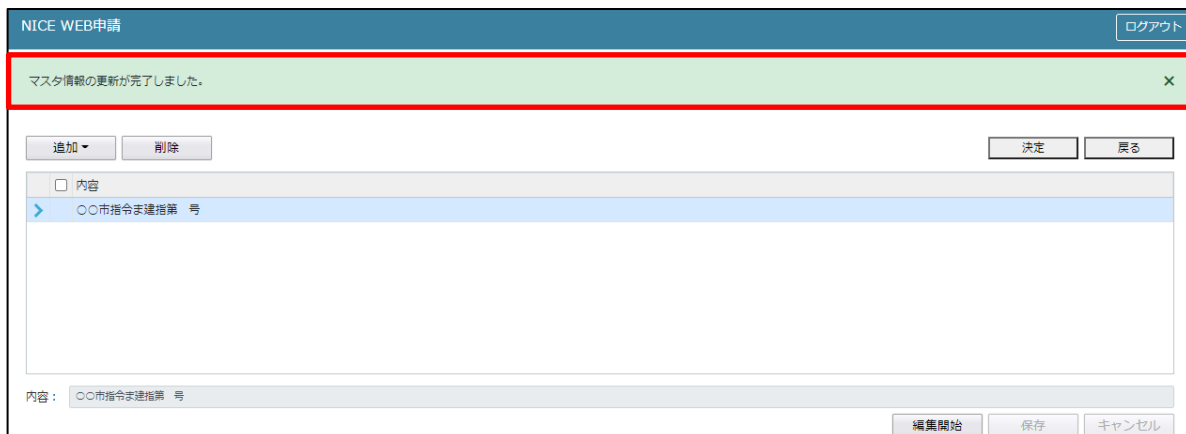 NICE WEB申請 ログアウト
マスタ情報の更新が完了しました。 ×
追加 削除 決定 戻る
内容
○○市指令ま建指第　号
内容： ○○市指令ま建指第　号
編集開始 保存 キャンセル